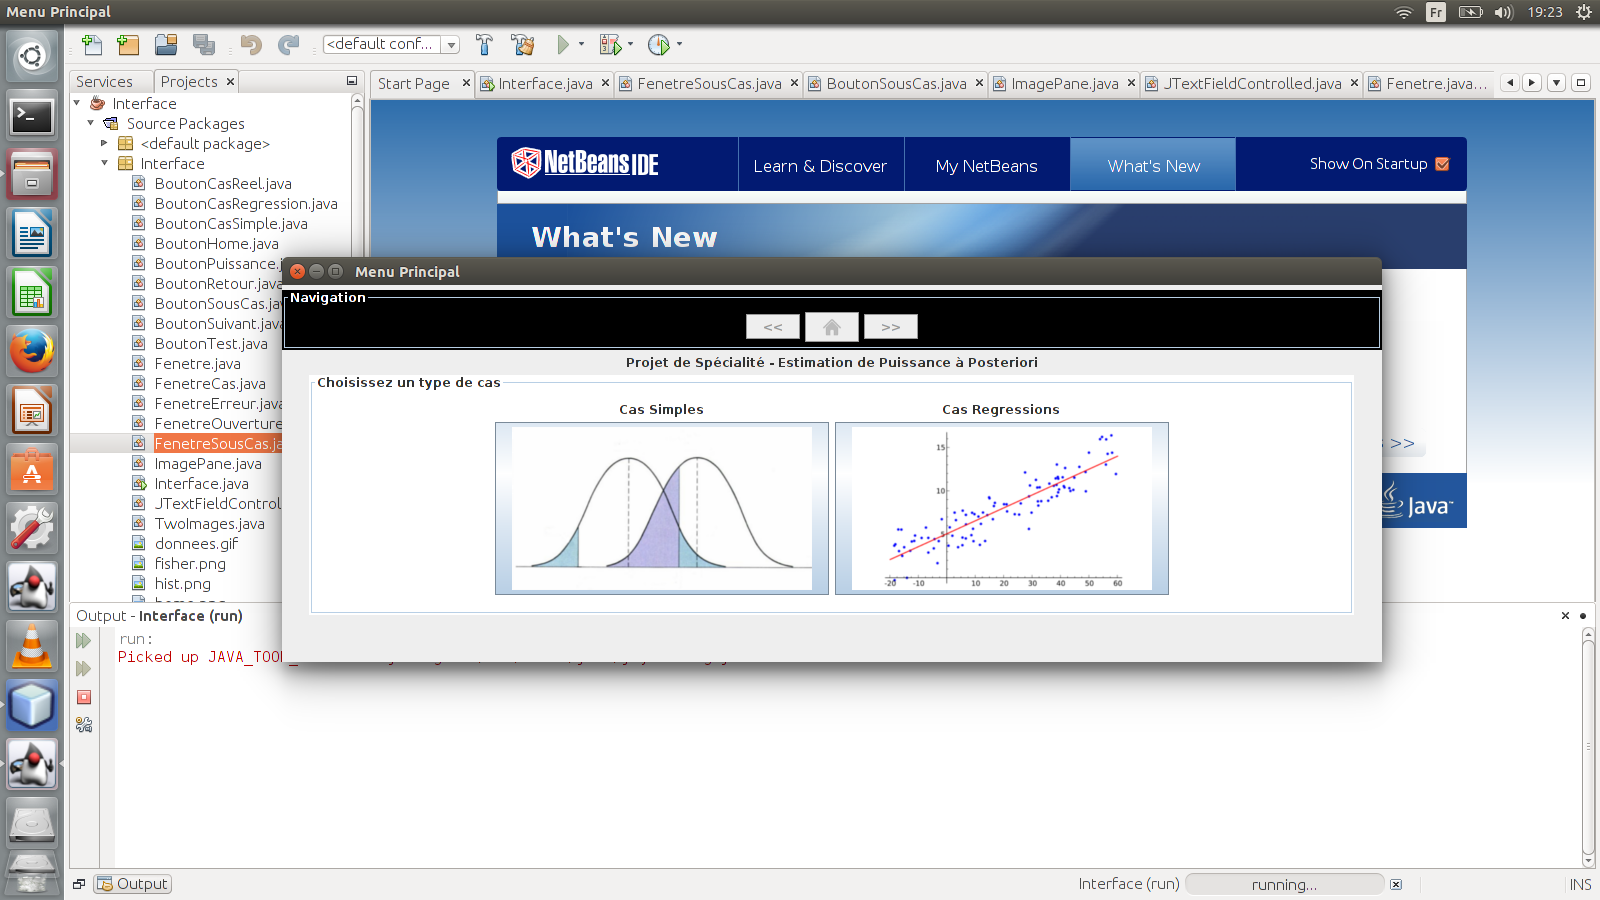 Menu Principal
Fr
19:23
<default conf...
Services
Projects
Start Page
Interface.java
FenetreSousCas.java
BoutonSousCas.java
ImagePane.java
JTextFieldControlled.java
Fenetre.java...
Interface
Source Packages
<default package>
Interface
BoutonCasReel.java
BoutonCasRegression.java
BoutonCasSimple.java
BoutonHome.java
BoutonPuissance.j
BoutonRetour.java
BoutonSousCas.jav
BoutonSuivant.java
BoutonTest.java
Fenetre.java
FenetreCas.java
FenetreErreur.java
FenetreOuverture
FenetreSousCas.ja
ImagePane.java
Interface.java
JTextFieldControl
TwoImages.java
donnees.gif
fisher.png
hist.png
NetBeans IDE
Learn & Discover
My NetBeans
What's New
Show On Startup
What's New
>>
Java™
Menu Principal
Navigation
<<
>>
Projet de Spécialité - Estimation de Puissance à Posteriori
Choisissez un type de cas
Cas Simples
Cas Regressions
15
10
-20
-10
0
10
20
30
40
50
60
Output - Interface (run)
run:
Picked up JAVA_TOO
Output
Interface (run)
running...
INS